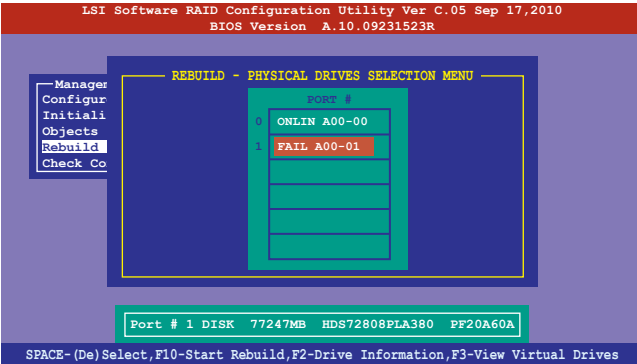 LSI Software RAID Configuration Utility Ver C.05 Sep 17,2010
BIOS Version A.10.09231523R
REBUILD - PHYSICAL DRIVES SELECTION MENU
Managem
Configur
Initiali
Objects
Rebuild
Check Co
PORT #
0 ONLIN A00-00
1 FAIL A00-01
Port # 1 DISK 77247MB HDS72808PLA380 PF20A60A
SPACE-(De)Select,F10-Start Rebuild,F2-Drive Information,F3-View Virtual Drives